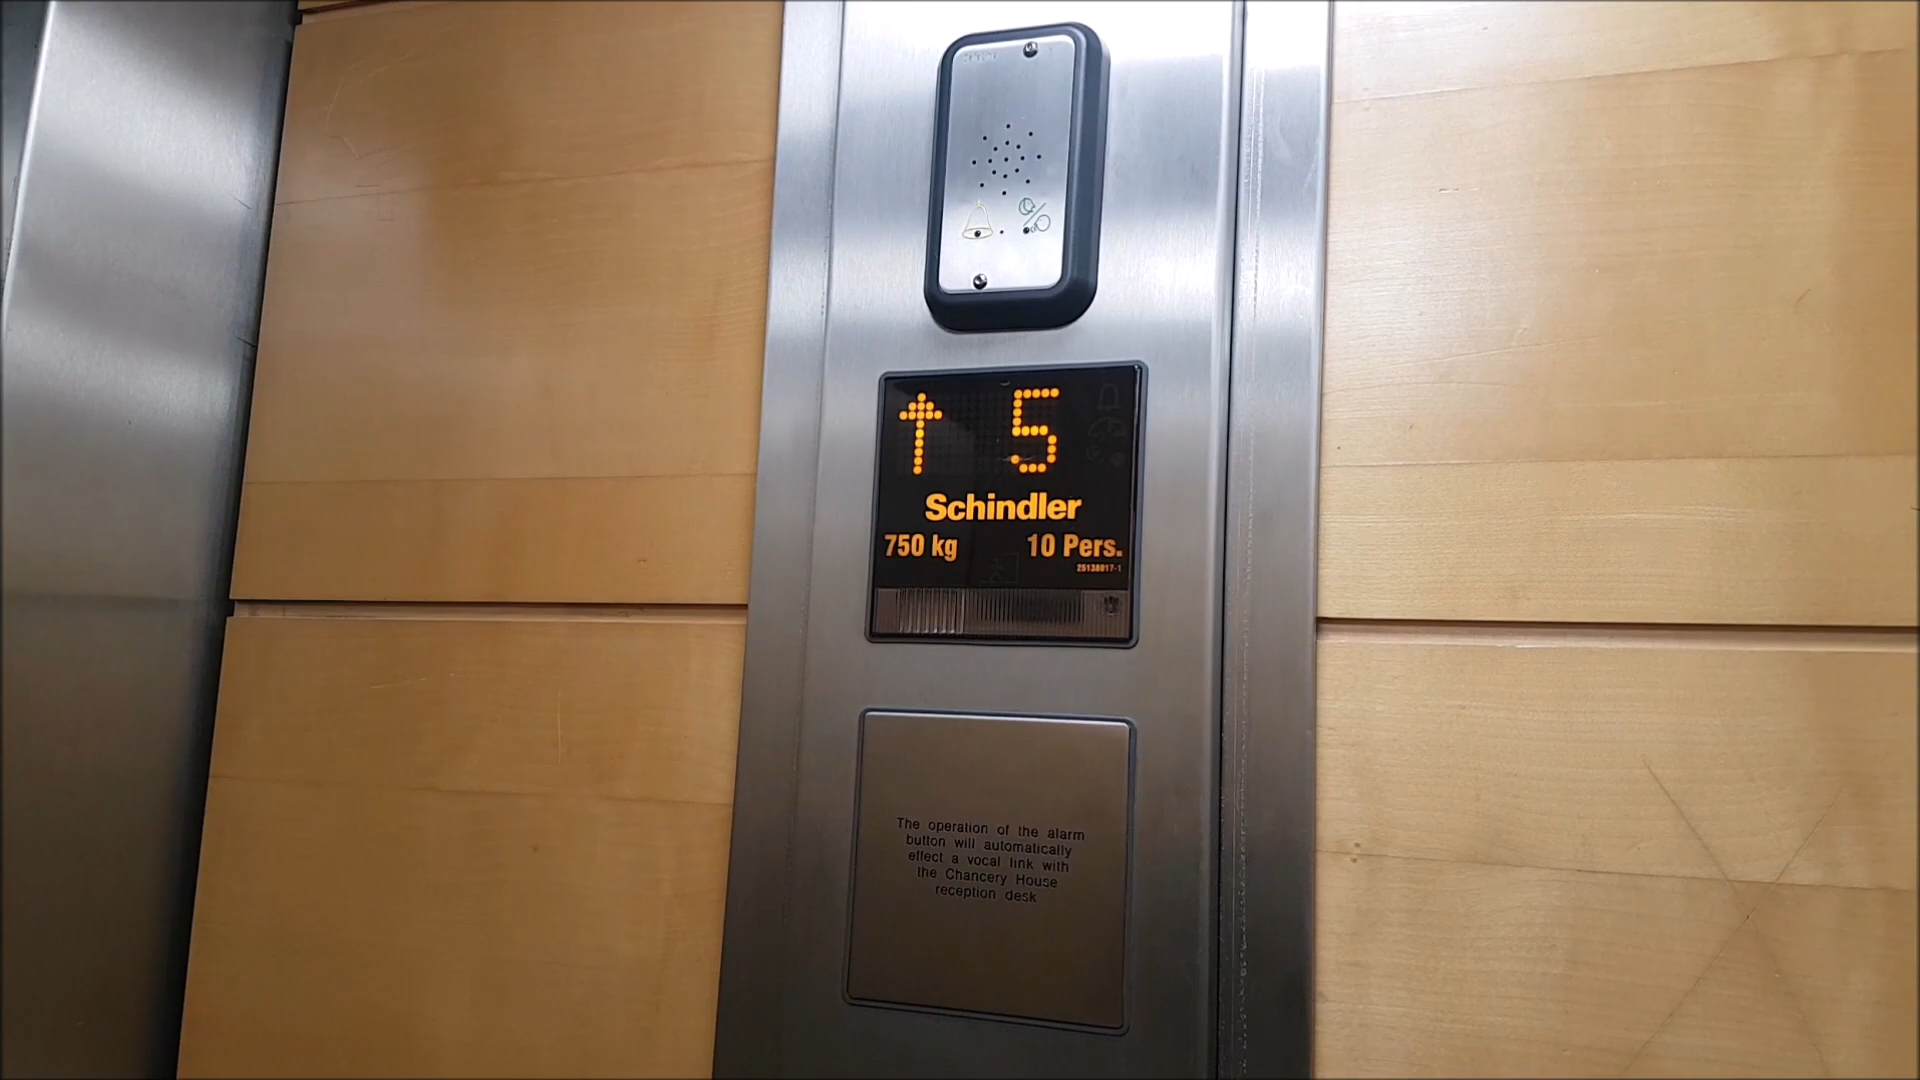 ↑ 5
Schindler
750 kg 10 Pers.
25138017-1
The operation of the alarm
button will automatically
effect a vocal link with
the Chancery House
reception desk